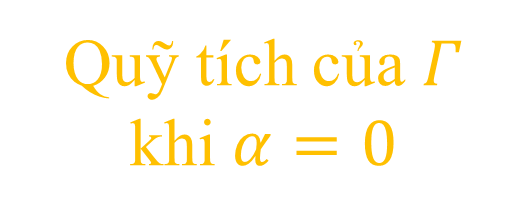 Quỹ tích của Γ
khi α = 0